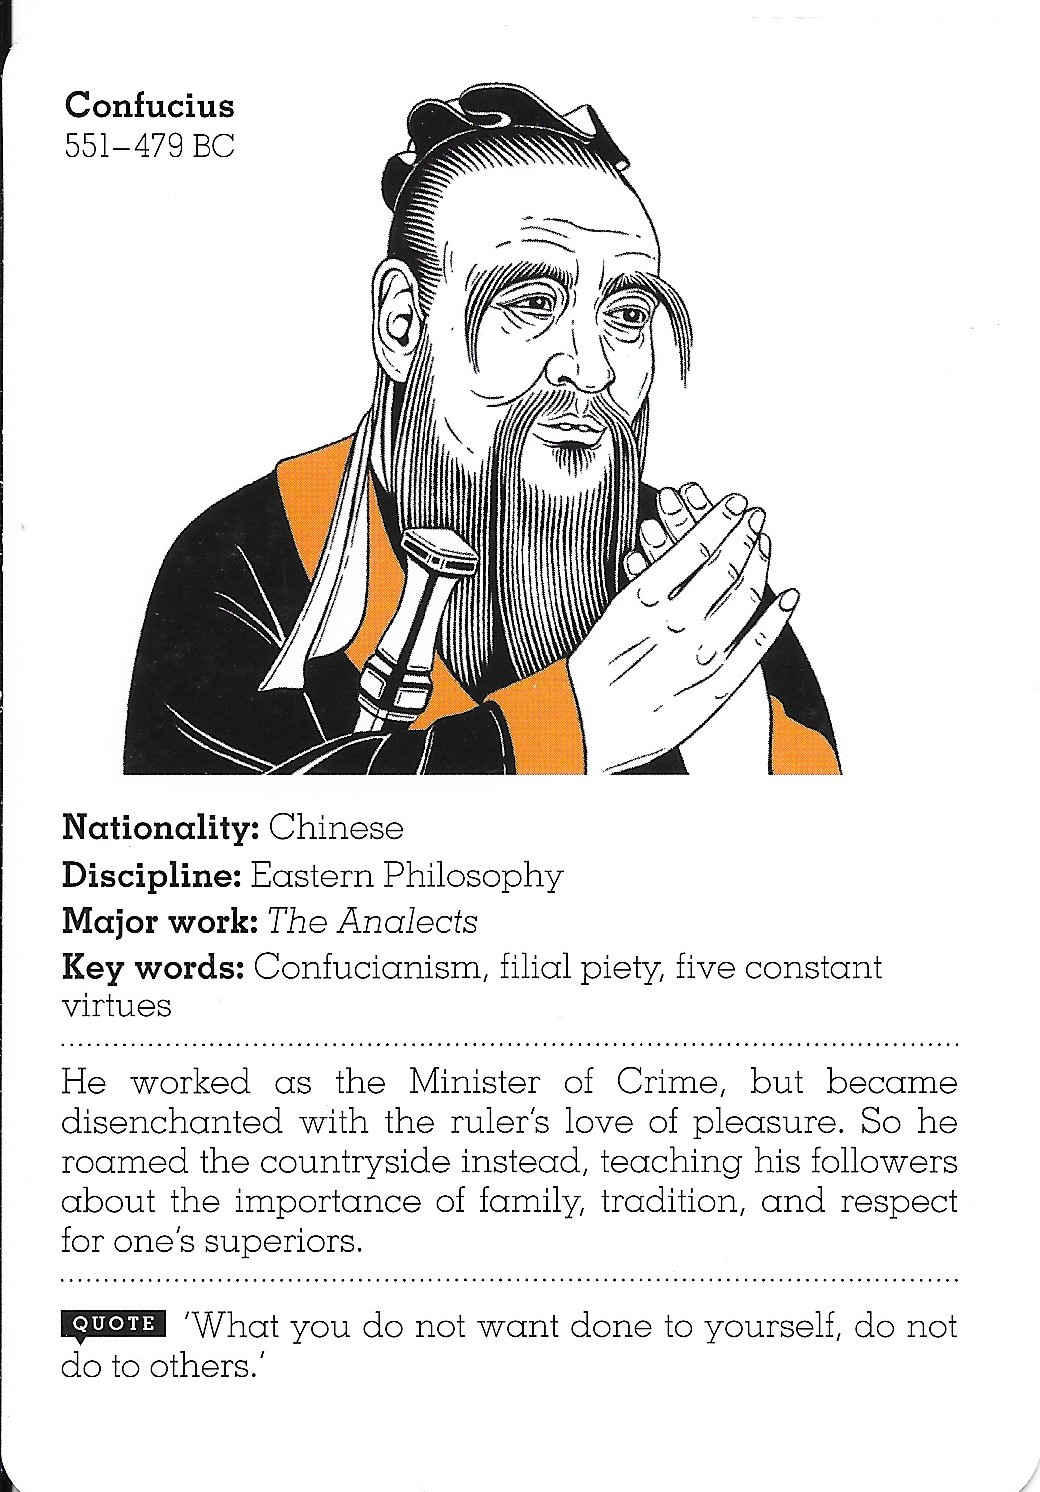 Confucius
551–479 BC
Nationality: Chinese
Discipline: Eastern Philosophy
Major work: The Analects
Key words: Confucianism, filial piety, five constant
virtues
He worked as the Minister of Crime, but became
disenchanted with the ruler's love of pleasure. So he
roamed the countryside instead, teaching his followers
about the importance of family, tradition, and respect
for one's superiors.
QUOTE 'What you do not want done to yourself, do not
do to others.'